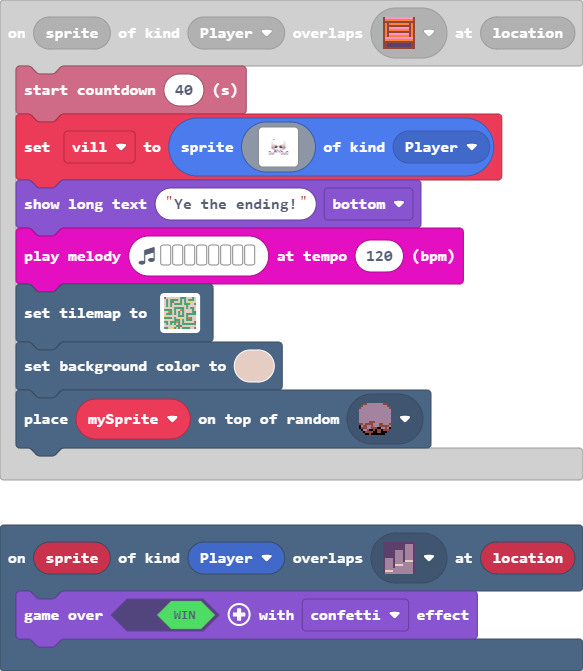 on sprite of kind Player overlaps at location
start countdown 40 (s)
set vill to sprite of kind Player
show long text "Ye the ending!" bottom
play melody at tempo 120 (bpm)
set tilemap to
set background color to
place mySprite on top of random
on sprite of kind Player overlaps at location
game over WIN with confetti effect